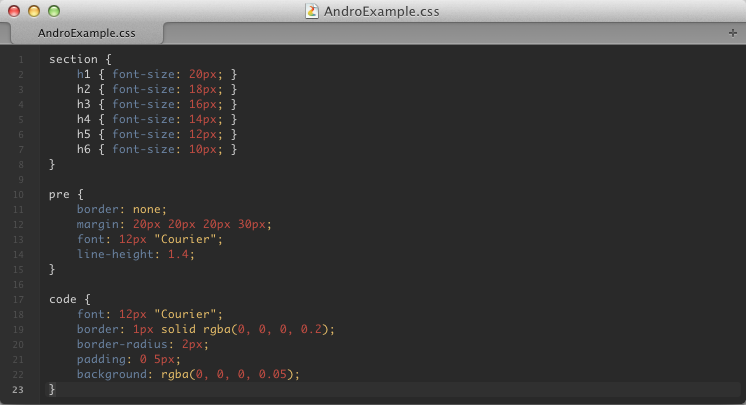 AndroExample.css
AndroExample.css +
1 section {
2     h1 { font-size: 20px; }
3     h2 { font-size: 18px; }
4     h3 { font-size: 16px; }
5     h4 { font-size: 14px; }
6     h5 { font-size: 12px; }
7     h6 { font-size: 10px; }
8 }
9
10 pre {
11     border: none;
12     margin: 20px 20px 20px 30px;
13     font: 12px "Courier";
14     line-height: 1.4;
15 }
16
17 code {
18     font: 12px "Courier";
19     border: 1px solid rgba(0, 0, 0, 0.2);
20     border-radius: 2px;
21     padding: 0 5px;
22     background: rgba(0, 0, 0, 0.05);
23 }